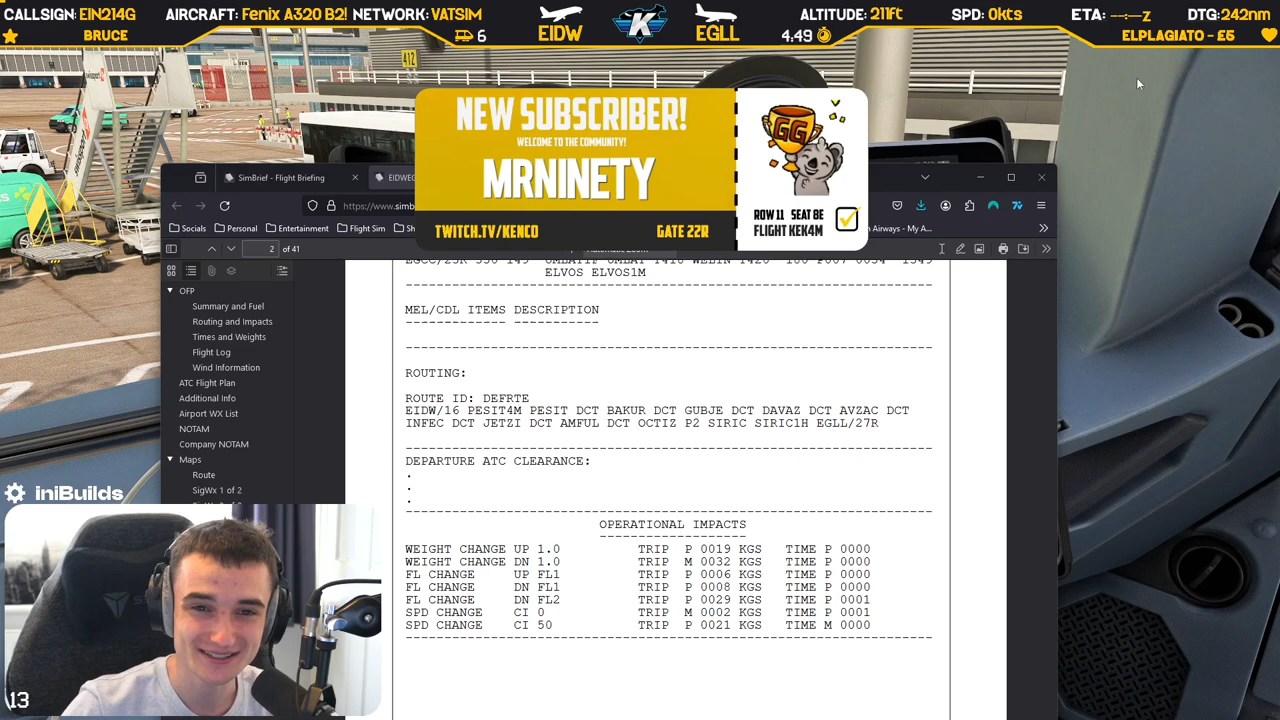 CALLSIGN: EIN214G
AIRCRAFT: Fenix A320 B2! NETWORK: VATSIM
ALTITUDE: 211ft
SPD: 0kts
ETA: --:--Z
DTG: 242nm
BRUCE
6
EIDW
K
EGLL
4.49
ELPLAGIATO - £5
412
NEW SUBSCRIBER!
WELCOME TO THE COMMUNITY!
MRNINETY
TWITCH.TV/KENCO
GATE 22R
GG
ROW 11 SEAT BE
FLIGHT KEK4M
SimBrief - Flight Briefing
https://www.simb
Socials
Personal
Entertainment
Flight Sim
Airways - My A...
2 of 41
OFP
Summary and Fuel
Routing and Impacts
Times and Weights
Flight Log
Wind Information
ATC Flight Plan
Additional Info
Airport WX List
NOTAM
Company NOTAM
Maps
Route
SigWx 1 of 2
ELVOS ELVOS1M
MEL/CDL ITEMS DESCRIPTION
ROUTING:
ROUTE ID: DEFRTE
EIDW/16 PESIT4M PESIT DCT BAKUR DCT GUBJE DCT DAVAZ DCT AVZAC DCT
INFEC DCT JETZI DCT AMFUL DCT OCTIZ P2 SIRIC SIRIC1H EGLL/27R
DEPARTURE ATC CLEARANCE:
.
.
.
OPERATIONAL IMPACTS
WEIGHT CHANGE UP 1.0 TRIP P 0019 KGS TIME P 0000
WEIGHT CHANGE DN 1.0 TRIP M 0032 KGS TIME P 0000
FL CHANGE UP FL1 TRIP P 0006 KGS TIME P 0000
FL CHANGE DN FL1 TRIP P 0008 KGS TIME P 0000
FL CHANGE DN FL2 TRIP P 0029 KGS TIME P 0001
SPD CHANGE CI 0 TRIP M 0002 KGS TIME P 0001
SPD CHANGE CI 50 TRIP P 0021 KGS TIME M 0000
iniBuilds
13